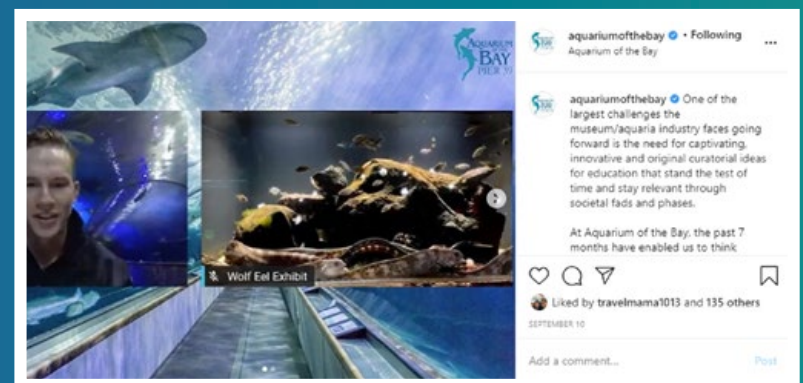 AQUARIUM
OF THE
BAY
PIER 39
Wolf Eel Exhibit
aquariumofthebay • Following
Aquarium of the Bay
aquariumofthebay One of the
largest challenges the
museum/aquaria industry faces going
forward is the need for captivating,
innovative and original curatorial ideas
for education that stand the test of
time and stay relevant through
societal fads and phases.
At Aquarium of the Bay, the past 7
months have enabled us to think
Liked by travelmama1013 and 135 others
SEPTEMBER 10
Add a comment...
Post